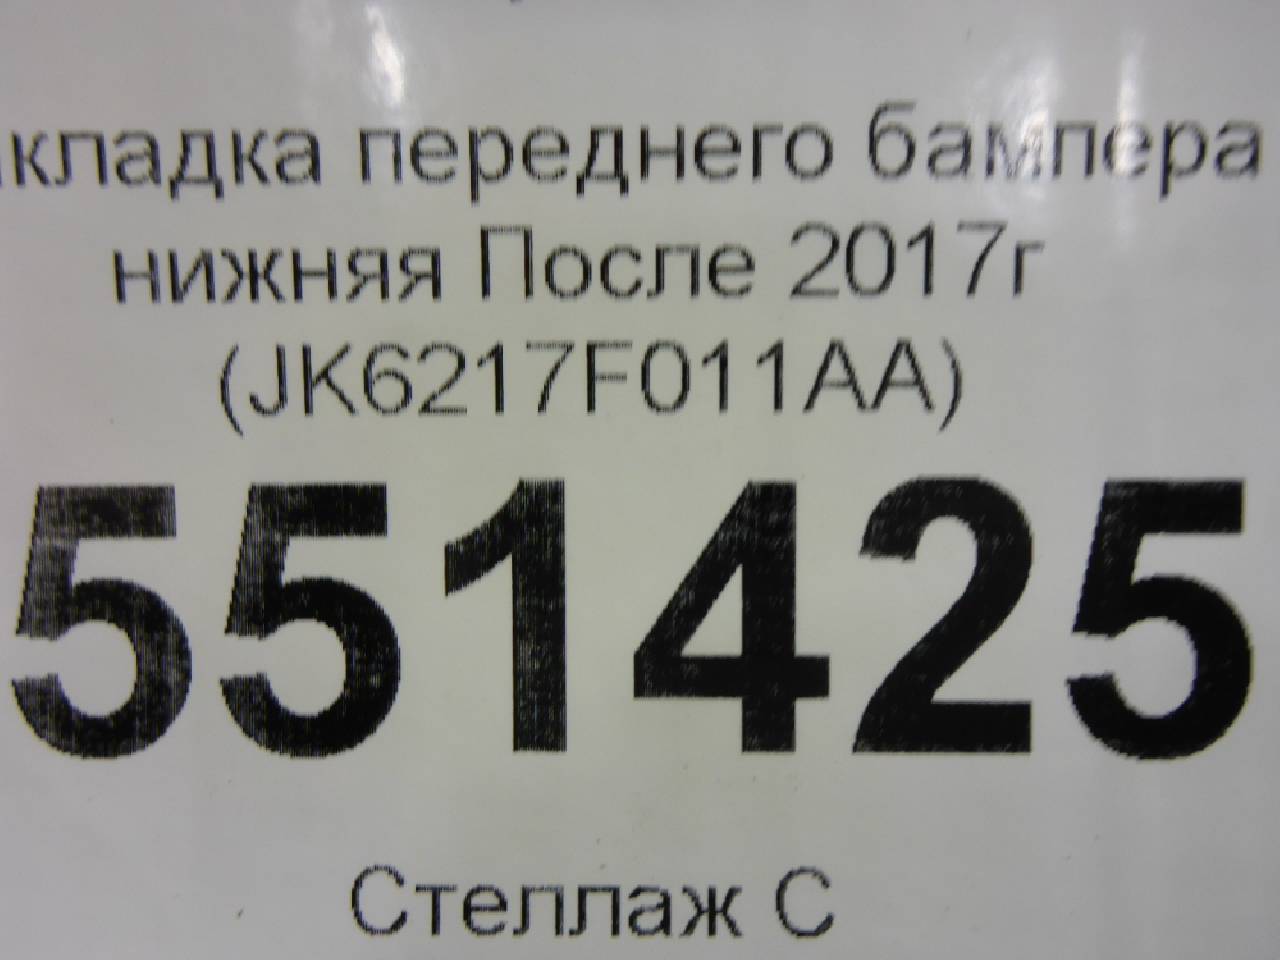 кладка переднего бампера
нижняя После 2017г
(JK6217F011AA)
551425
Стеллаж С